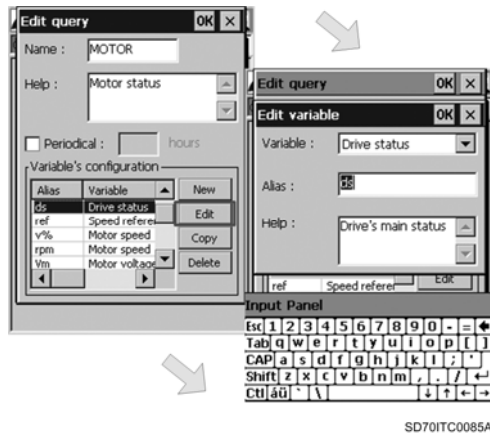 Edit query OK ×
Name : MOTOR
Help : Motor status
Periodical : hours
Variable's configuration
Alias Variable
ds Drive status
ref Speed referen
v% Motor speed
rpm Motor speed
Vm Motor voltage
New
Edit
Copy
Delete
Edit query OK ×
Edit variable OK ×
Variable : Drive status
Alias : ds
Help : Drive's main status
ref Speed referen Edit
Input Panel
Esc 1 2 3 4 5 6 7 8 9 0 - = 
Tab q w e r t y u i o p [ ]
CAP a s d f g h j k l ; '
Shift z x c v b n m , . /
Ctl áü ` \
SD70ITC0085A